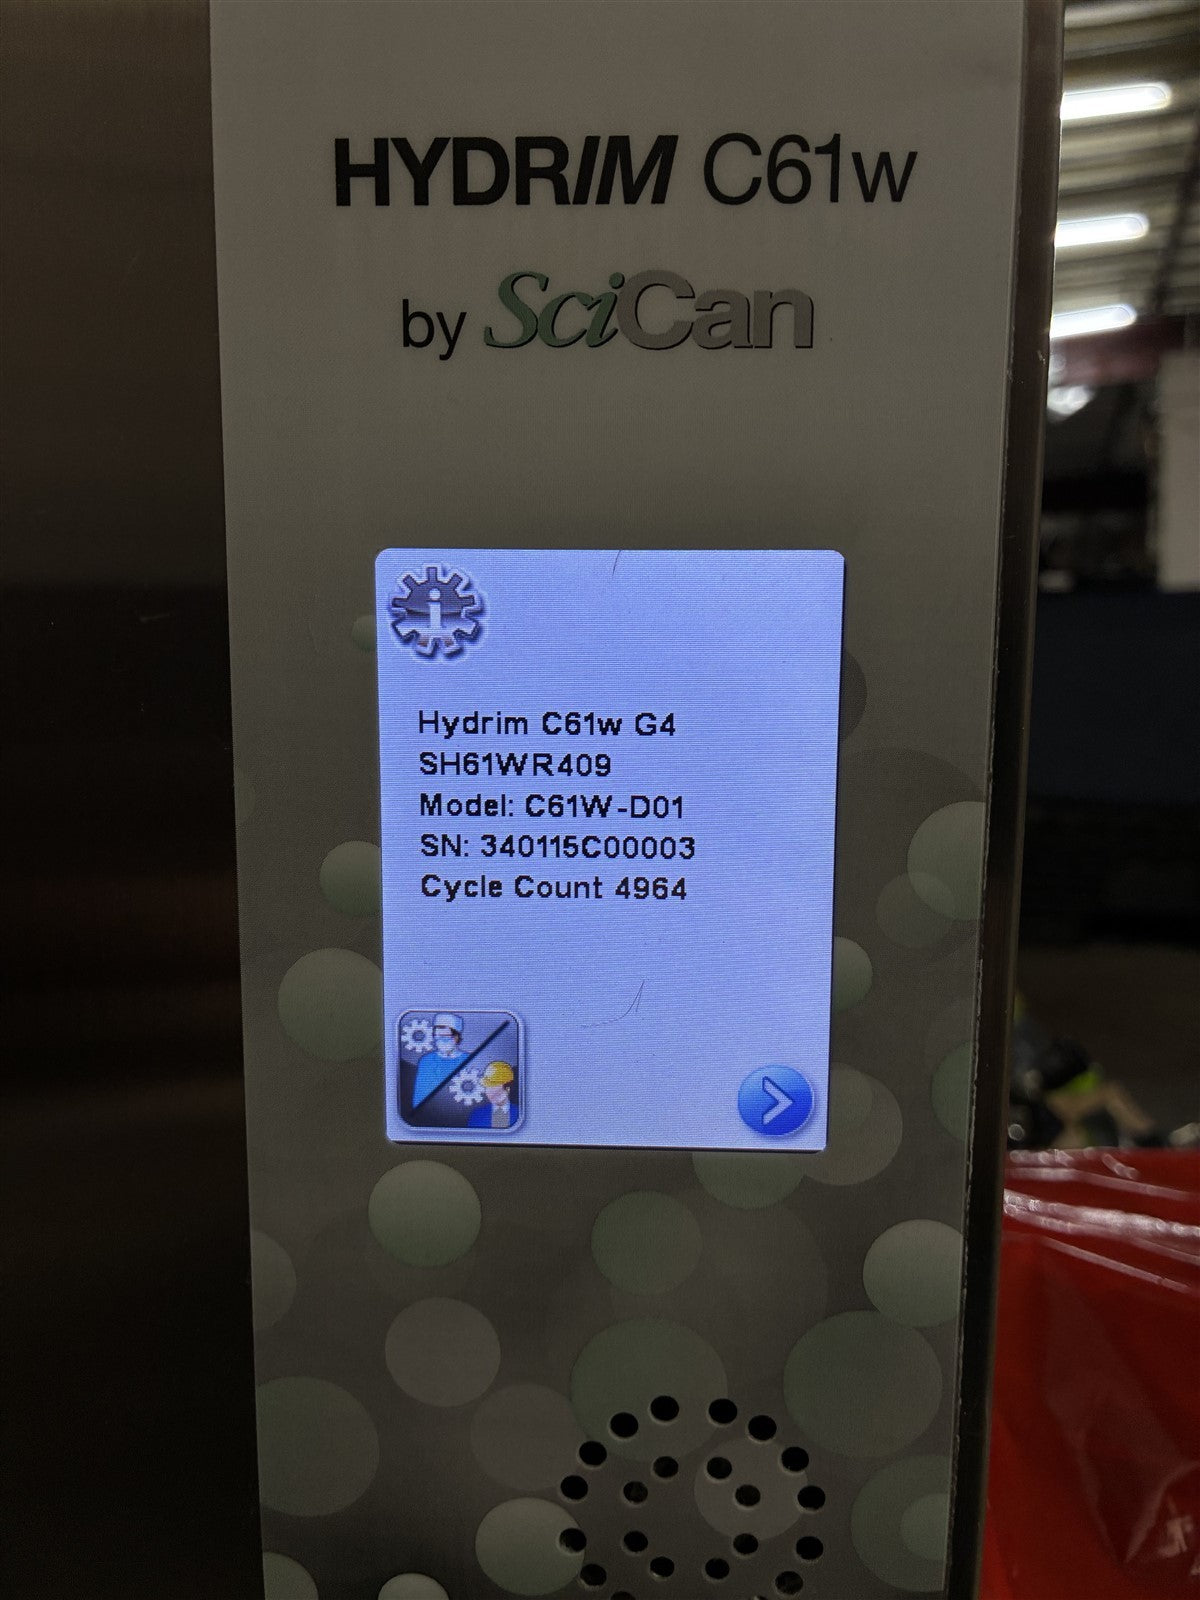 HYDRIM C61w
by SciCan
Hydrim C61w G4
SH61WR409
Model: C61W-D01
SN: 340115C00003
Cycle Count 4964